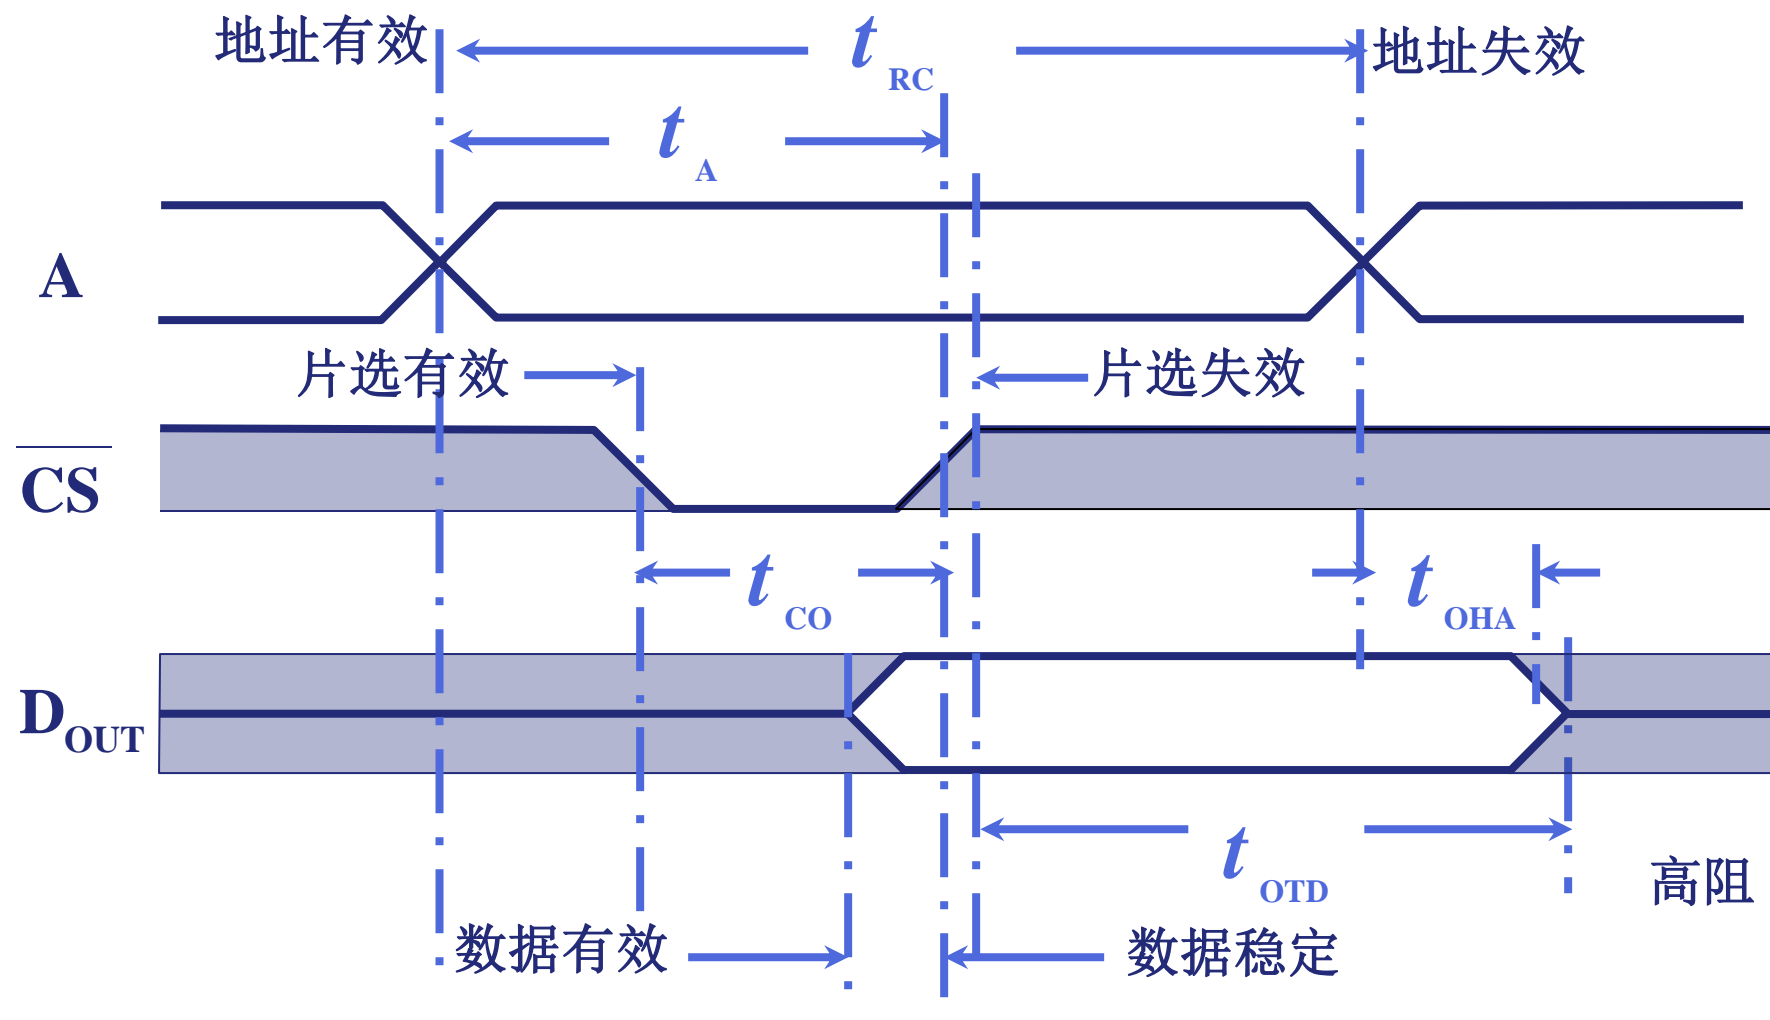 地址有效
t RC
地址失效
t A
A
片选有效
片选失效
CS
t CO
t OHA
D OUT
t OTD
高阻
数据有效
数据稳定